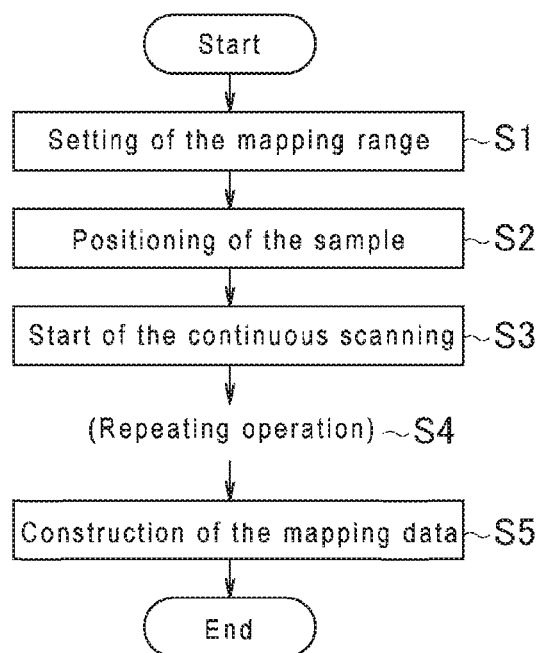 Start
Setting of the mapping range S1
Positioning of the sample S2
Start of the continuous scanning S3
(Repeating operation) S4
Construction of the mapping data S5
End